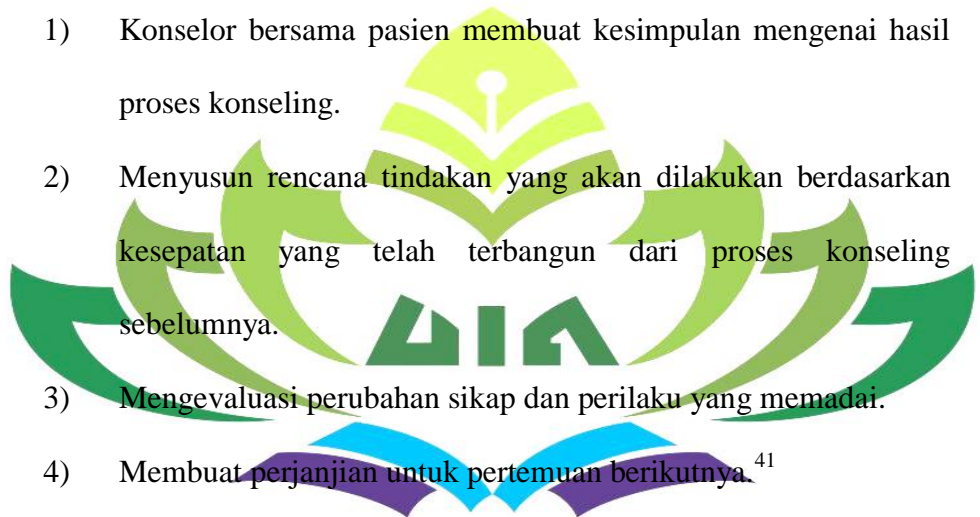 1) Konselor bersama pasien membuat kesimpulan mengenai hasil
proses konseling.
2) Menyusun rencana tindakan yang akan dilakukan berdasarkan
kesepatan yang telah terbangun dari proses konseling
sebelumnya.
UIN
3) Mengevaluasi perubahan sikap dan perilaku yang memadai.
4) Membuat perjanjian untuk pertemuan berikutnya.41